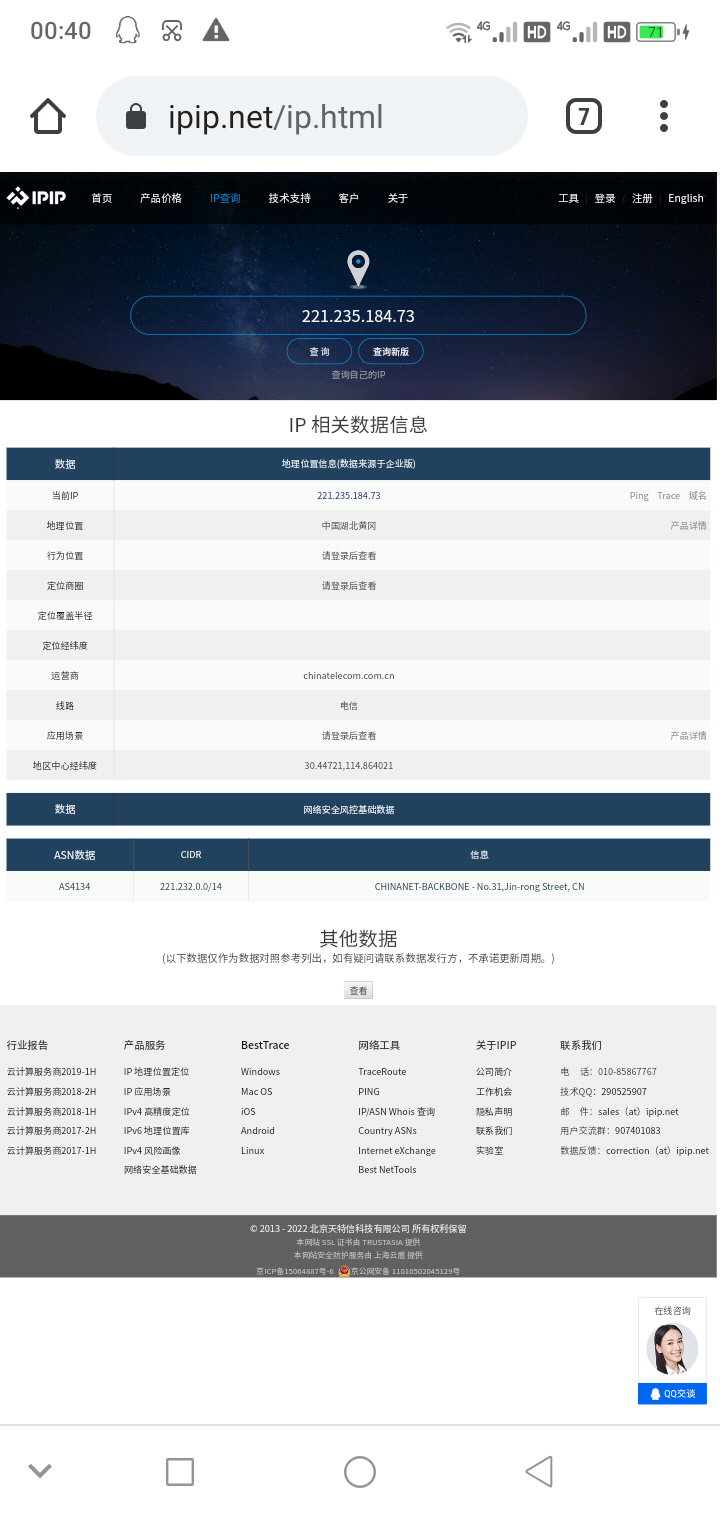 00:40 4G HD 4G HD 71
ipip.net/ip.html 7
IPIP 首页 产品价格 IP查询 技术支持 客户 关于 工具 登录 / 注册 English
221.235.184.73
查 询 查询新版
查询自己的IP
IP 相关数据信息
数据 地理位置信息(数据来源于企业版)
当前IP 221.235.184.73 Ping Trace 域名
地理位置 中国湖北黄冈 产品详情
行为位置 请登录后查看
定位商圈 请登录后查看
定位覆盖半径
定位经纬度
运营商 chinatelecom.com.cn
线路 电信
应用场景 请登录后查看 产品详情
地区中心经纬度 30.44721,114.864021
数据 网络安全风控基础数据
ASN数据 CIDR 信息
AS4134 221.232.0.0/14 CHINANET-BACKBONE - No.31,Jin-rong Street, CN
其他数据
(以下数据仅作为数据对照参考列出，如有疑问请联系数据发行方，不承诺更新周期。)
查看
行业报告 产品服务 BestTrace 网络工具 关于IPIP 联系我们
云计算服务商2019-1H IP 地理位置定位 Windows TraceRoute 公司简介 电 话：010-85867767
云计算服务商2018-2H IP 应用场景 Mac OS PING 工作机会 技术QQ：290525907
云计算服务商2018-1H IPv4 高精度定位 iOS IP/ASN Whois 查询 隐私声明 邮 件：sales（at）ipip.net
云计算服务商2017-2H IPv6 地理位置库 Android Country ASNs 联系我们 用户交流群：907401083
云计算服务商2017-1H IPv4 风险画像 Linux Internet eXchange 实验室 数据反馈：correction（at）ipip.net
网络安全基础数据 Best NetTools
© 2013 - 2022 北京天特信科技有限公司 所有权利保留
本网站 SSL 证书由 TRUSTASIA 提供
本网站安全防护服务由 上海云盾 提供
京ICP备15064887号-6 京公网安备 11010502045129号
在线咨询
QQ交谈